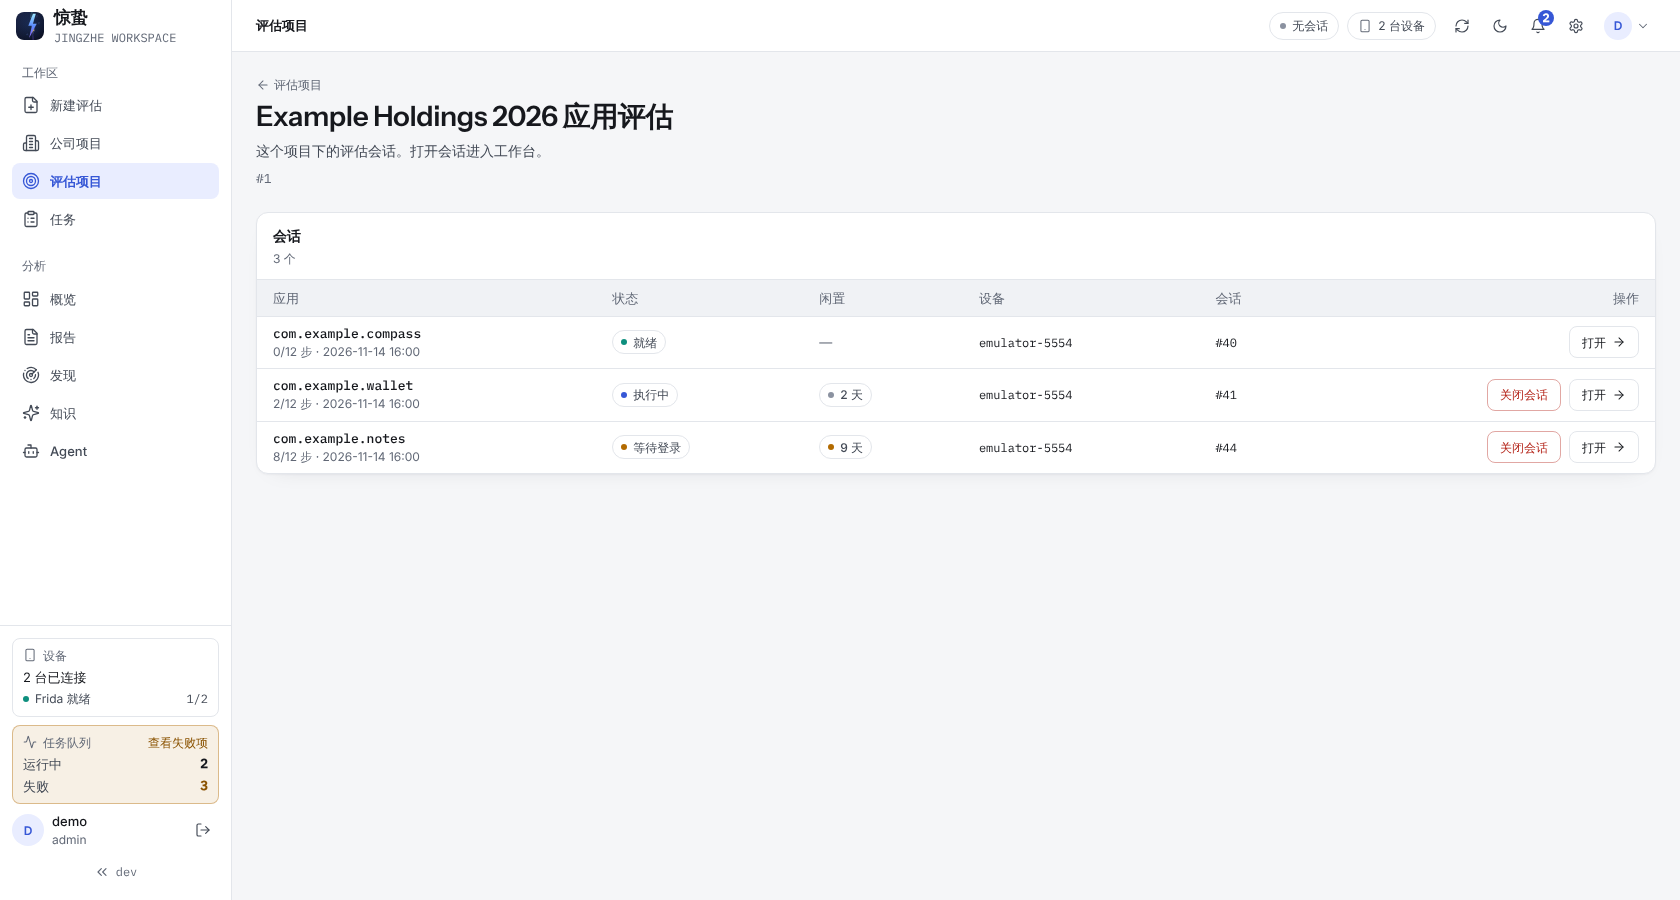 惊蛰
JINGZHE WORKSPACE
工作区
新建评估
公司项目
评估项目
任务
分析
概览
报告
发现
知识
Agent
设备
2 台已连接
Frida 就绪 1/2
任务队列 查看失败项
运行中 2
失败 3
D demo
admin
dev
评估项目 无会话 2 台设备 2 D
评估项目
Example Holdings 2026 应用评估
这个项目下的评估会话。打开会话进入工作台。
#1
会话
3 个
应用 状态 闲置 设备 会话 操作
com.example.compass
0/12 步 · 2026-11-14 16:00
就绪 — emulator-5554 #40 打开
com.example.wallet
2/12 步 · 2026-11-14 16:00
执行中 2 天 emulator-5554 #41 关闭会话 打开
com.example.notes
8/12 步 · 2026-11-14 16:00
等待登录 9 天 emulator-5554 #44 关闭会话 打开